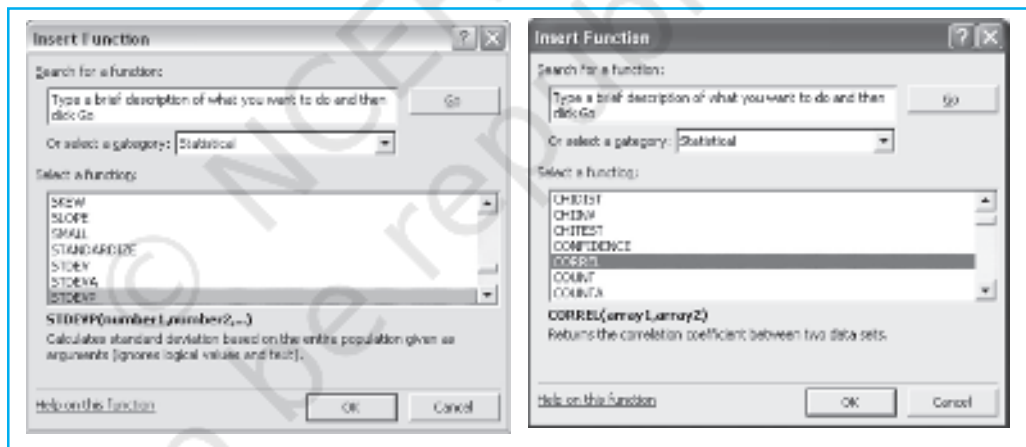 Insert Function
Search for a function:
Type a brief description of what you want to do and then
click Go
Go
Or select a category: Statistical
Select a function:
SKEW
SLOPE
SMALL
STANDARDIZE
STDEV
STDEVA
STDEVP
STDEVP(number1,number2,...)
Calculates standard deviation based on the entire population given as
arguments (ignores logical values and text).
Help on this function
OK
Cancel
Insert Function
Search for a function:
Type a brief description of what you want to do and then
click Go
Go
Or select a category: Statistical
Select a function:
CHIDIST
CHIINV
CHITEST
CONFIDENCE
CORREL
COUNT
COUNTA
CORREL(array1,array2)
Returns the correlation coefficient between two data sets.
Help on this function
OK
Cancel
© NCE
be repub